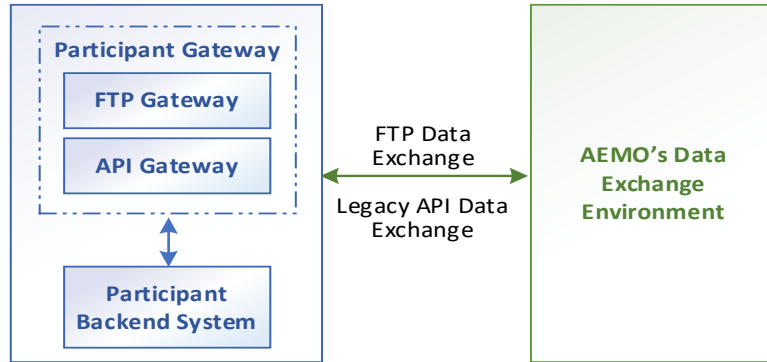 Participant Gateway
FTP Gateway
API Gateway
Participant
Backend System
FTP Data
Exchange
Legacy API Data
Exchange
AEMO's Data
Exchange
Environment